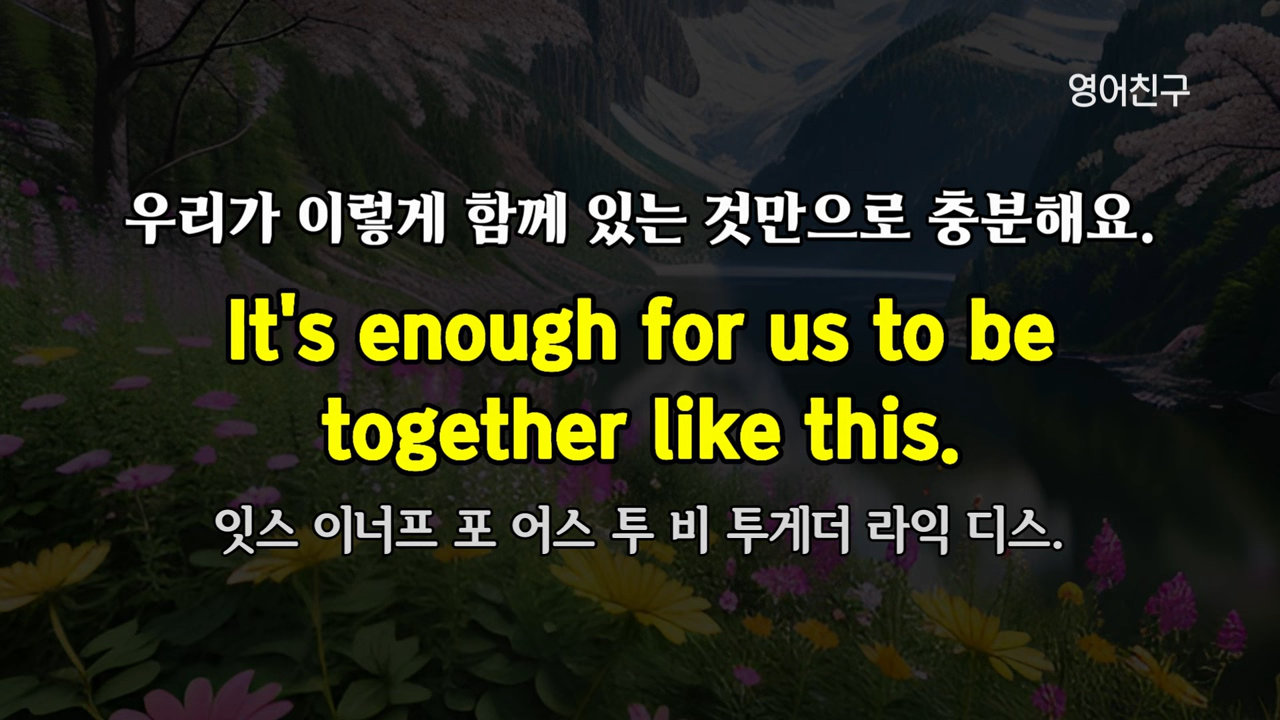 영어친구
우리가 이렇게 함께 있는 것만으로 충분해요.
It's enough for us to be
together like this.
잇스 이너프 포 어스 투 비 투게더 라익 디스.